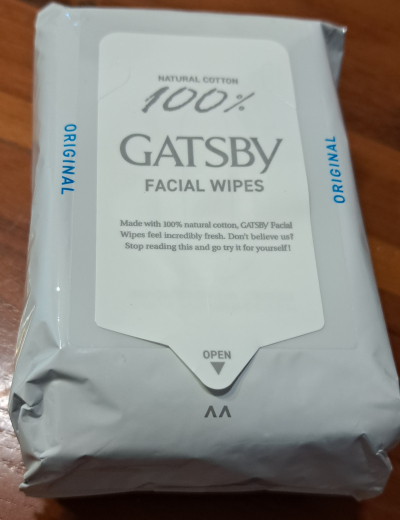 NATURAL COTTON
100%
GATSBY
FACIAL WIPES
Made with 100% natural cotton, GATSBY Facial
Wipes feel incredibly fresh. Don't believe us?
Stop reading this and go try it for yourself!
ORIGINAL
ORIGINAL
OPEN